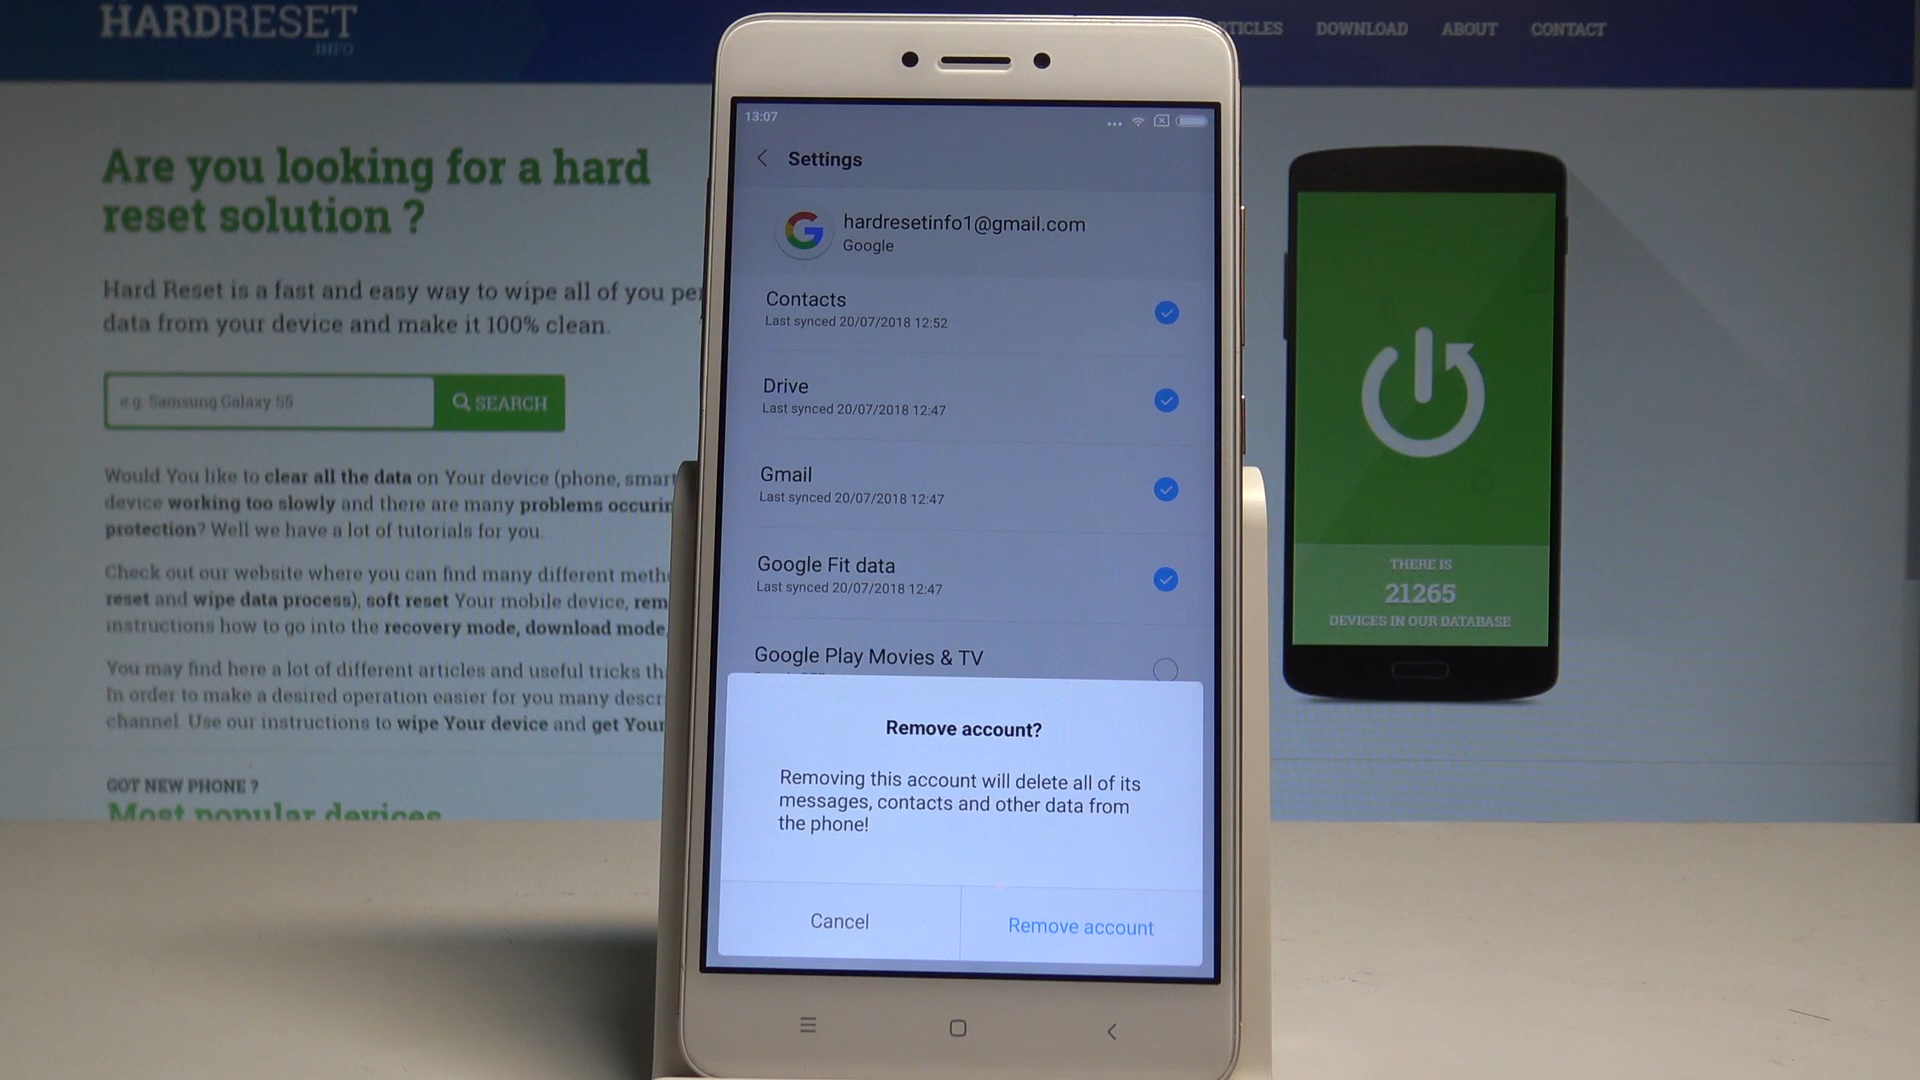 HARDRESET
.INFO
TICLES DOWNLOAD ABOUT CONTACT
Are you looking for a hard
reset solution ?
Hard Reset is a fast and easy way to wipe all of you
data from your device and make it 100% clean.
e.g. Samsung Galaxy S5
SEARCH
Would You like to clear all the data on Your device (phone, smar
device working too slowly and there are many problems occurin
protection? Well we have a lot of tutorials for you.
Check out our website where you can find many different meth
reset and wipe data process), soft reset Your mobile device, rem
instructions how to go into the recovery mode, download mode,
You may find here a lot of different articles and useful tricks th
In order to make a desired operation easier for you many descr
channel. Use our instructions to wipe Your device and get Your
GOT NEW PHONE ?
Most popular devices
13:07
Settings
hardresetinfo1@gmail.com
Google
Contacts
Last synced 20/07/2018 12:52
Drive
Last synced 20/07/2018 12:47
Gmail
Last synced 20/07/2018 12:47
Google Fit data
Last synced 20/07/2018 12:47
Google Play Movies & TV
Remove account?
Removing this account will delete all of its
messages, contacts and other data from
the phone!
Cancel
Remove account
THERE IS
21265
DEVICES IN OUR DATABASE